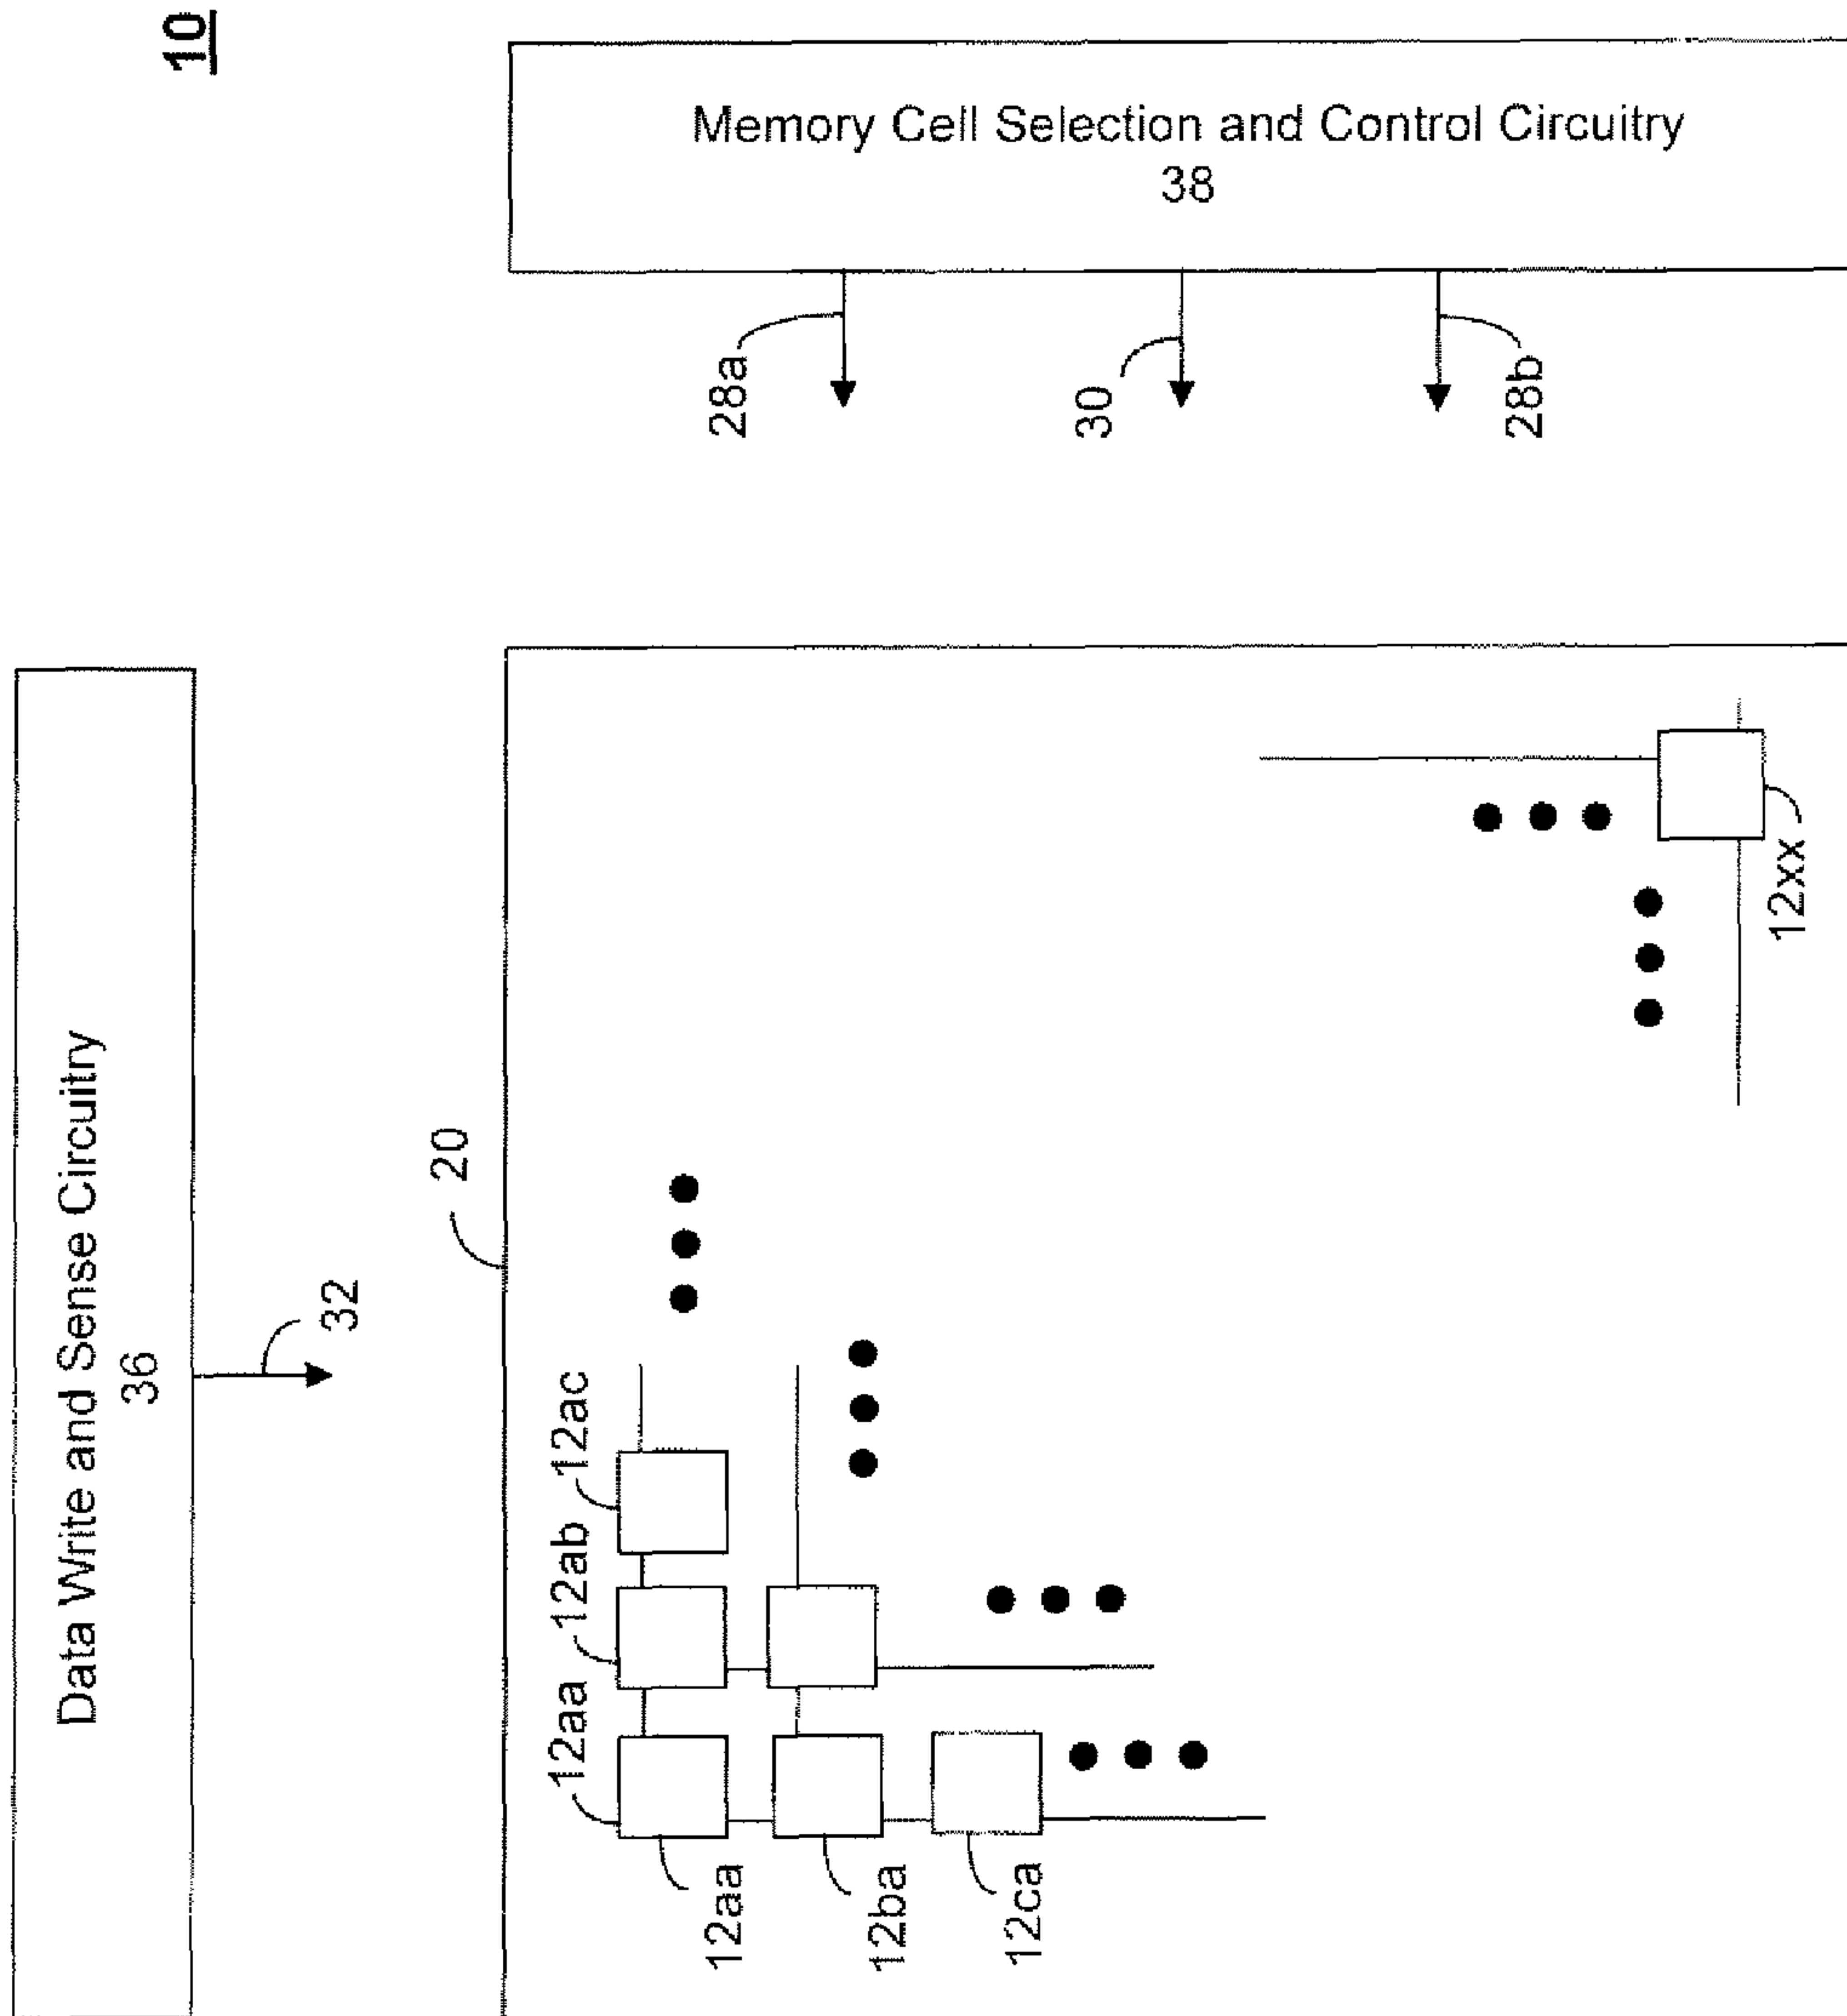 10
Data Write and Sense Circuitry
36
32
20
12aa
12ab
12ac
12aa
12ba
12ca
12xx
28a
30
28b
Memory Cell Selection and Control Circuitry
38